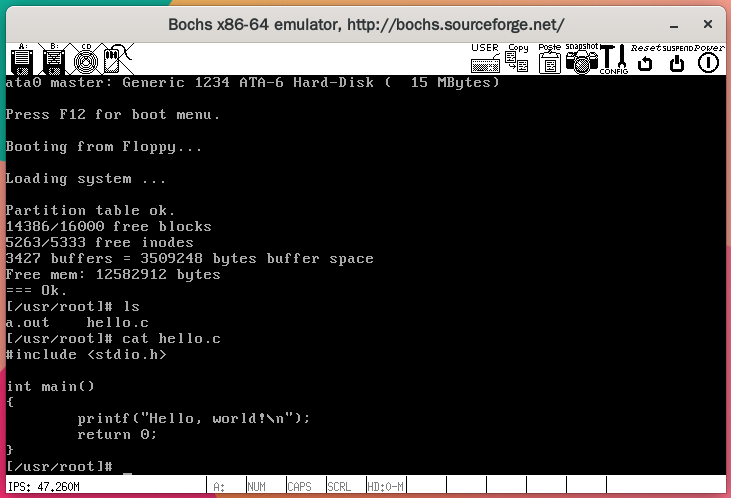 Bochs x86-64 emulator, http://bochs.sourceforge.net/
A: B: CD USER Copy Paste snapshot CONFIG Reset SUSPEND Power
ata0 master: Generic 1234 ATA-6 Hard-Disk (  15 MBytes)
Press F12 for boot menu.
Booting from Floppy...
Loading system ...
Partition table ok.
14386/16000 free blocks
5263/5333 free inodes
3427 buffers = 3509248 bytes buffer space
Free mem: 12582912 bytes
=== Ok.
[/usr/root]# ls
a.out    hello.c
[/usr/root]# cat hello.c
#include <stdio.h>
int main()
{
        printf("Hello, world!\n");
        return 0;
}
[/usr/root]# _
IPS: 47.260M A: NUM CAPS SCRL HD:0-M